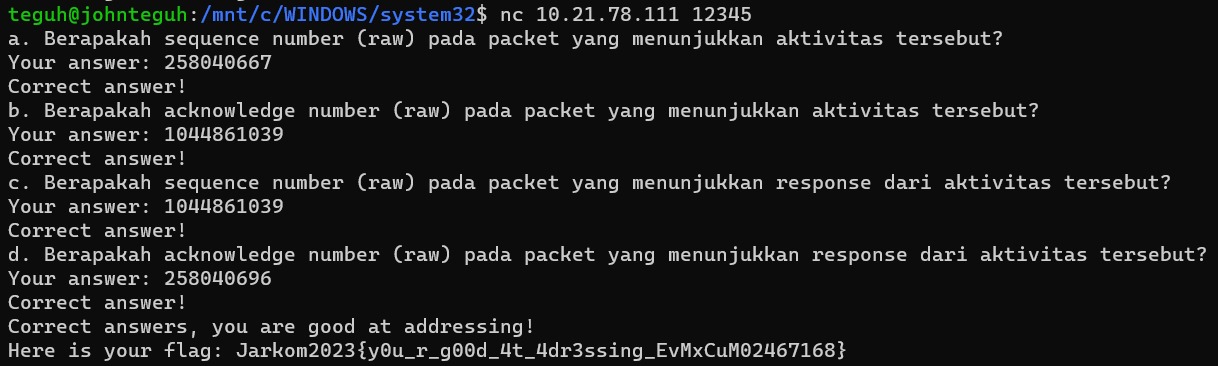 teguh@johnteguh:/mnt/c/WINDOWS/system32$ nc 10.21.78.111 12345
a. Berapakah sequence number (raw) pada packet yang menunjukkan aktivitas tersebut?
Your answer: 258040667
Correct answer!
b. Berapakah acknowledge number (raw) pada packet yang menunjukkan aktivitas tersebut?
Your answer: 1044861039
Correct answer!
c. Berapakah sequence number (raw) pada packet yang menunjukkan response dari aktivitas tersebut?
Your answer: 1044861039
Correct answer!
d. Berapakah acknowledge number (raw) pada packet yang menunjukkan response dari aktivitas tersebut?
Your answer: 258040696
Correct answer!
Correct answers, you are good at addressing!
Here is your flag: Jarkom2023{y0u_r_g00d_4t_4dr3ssing_EvMxCuM02467168}